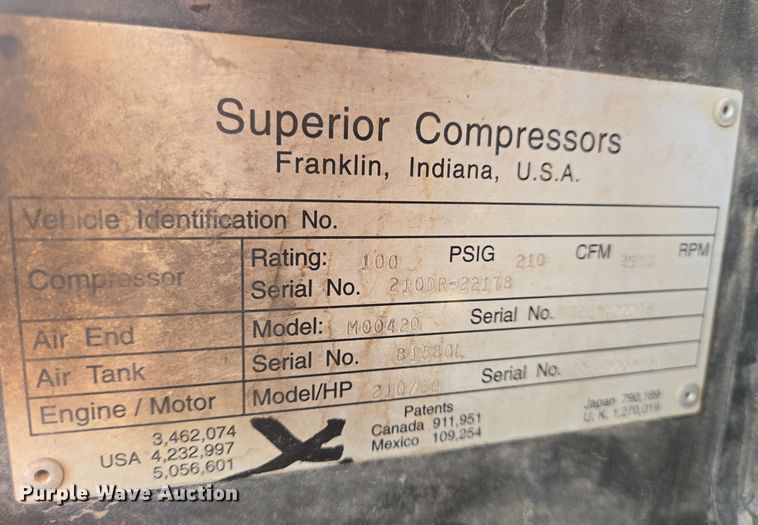 Superior Compressors
Franklin, Indiana, U.S.A.
Vehicle Identification No.
Compressor Rating: 100 PSIG 210 CFM RPM
Serial No. 210DR-22178
Air End Model: M00420 Serial No.
Air Tank Serial No. 81580L
Engine / Motor Model/HP 210/80 Serial No.
USA 3,462,074
4,232,997
5,056,601
Patents
Canada 911,951
Mexico 109,254
Japan 790,189
U. K. 1,270,019
Purple Wave Auction